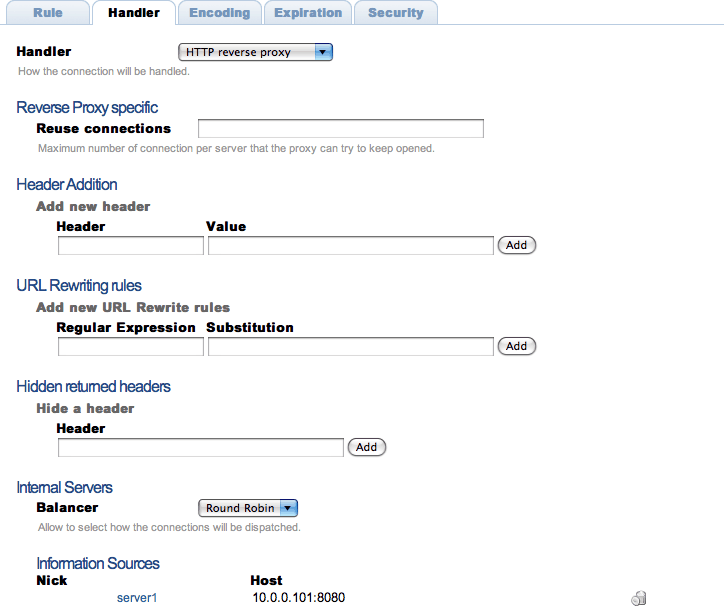 Rule Handler Encoding Expiration Security
Handler HTTP reverse proxy
How the connection will be handled.
Reverse Proxy specific
Reuse connections
Maximum number of connection per server that the proxy can try to keep opened.
Header Addition
Add new header
Header Value
Add
URL Rewriting rules
Add new URL Rewrite rules
Regular Expression Substitution
Add
Hidden returned headers
Hide a header
Header
Add
Internal Servers
Balancer Round Robin
Allow to select how the connections will be dispatched.
Information Sources
Nick Host
server1 10.0.0.101:8080